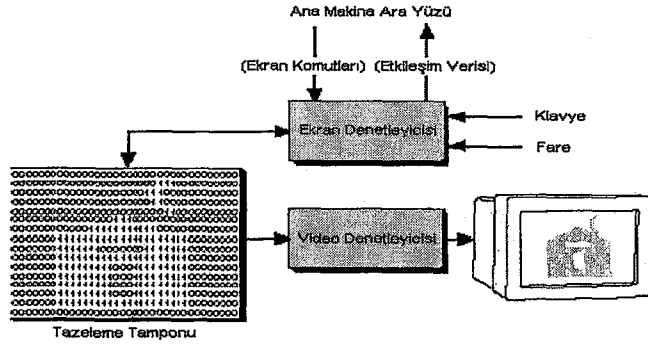 Ana Makina Ara Yüzü
(Ekran Komutları) (Etkileşim Verisi)
Ekran Denetleyicisi
Klavye
Fare
Video Denetleyicisi
Tazeleme Tamponu